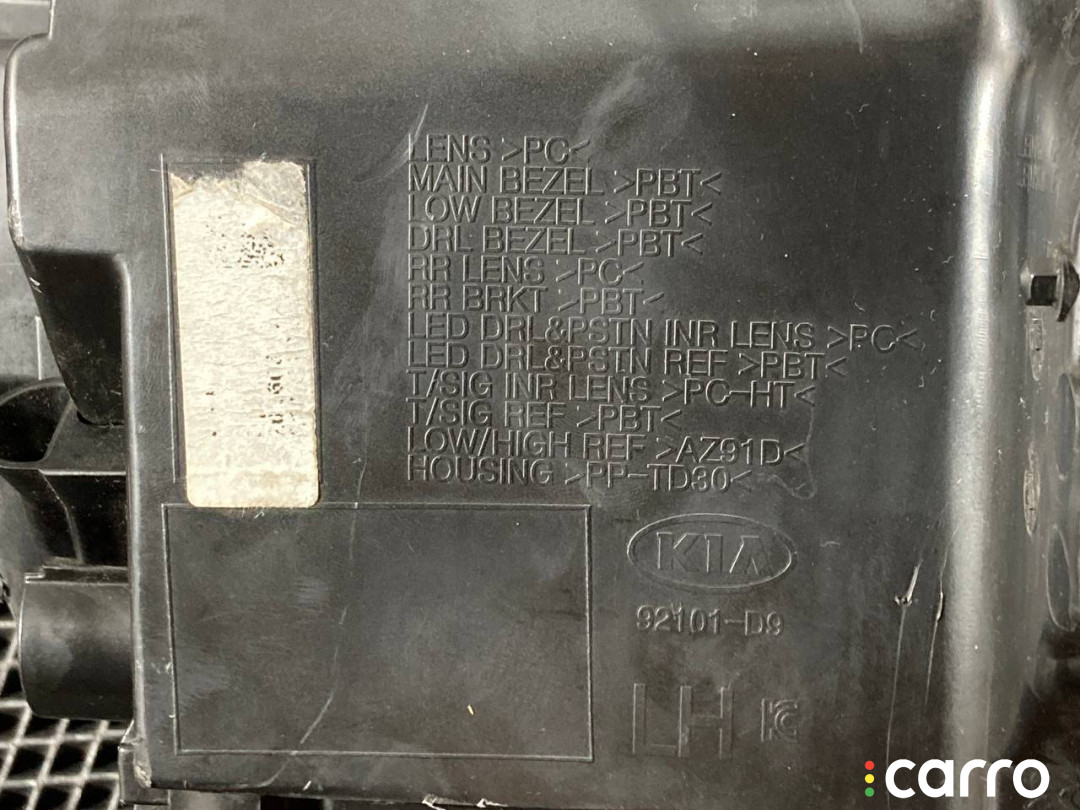 LENS >PC<
MAIN BEZEL >PBT<
LOW BEZEL >PBT<
DRL BEZEL >PBT<
RR LENS >PC<
RR BRKT >PBT<
LED DRL&PSTN INR LENS >PC<
LED DRL&PSTN REF >PBT<
T/SIG INR LENS >PC-HT<
T/SIG REF >PBT<
LOW/HIGH REF >AZ91D<
HOUSING >PP-TD30<
KIA
92101-D9
LH
carro